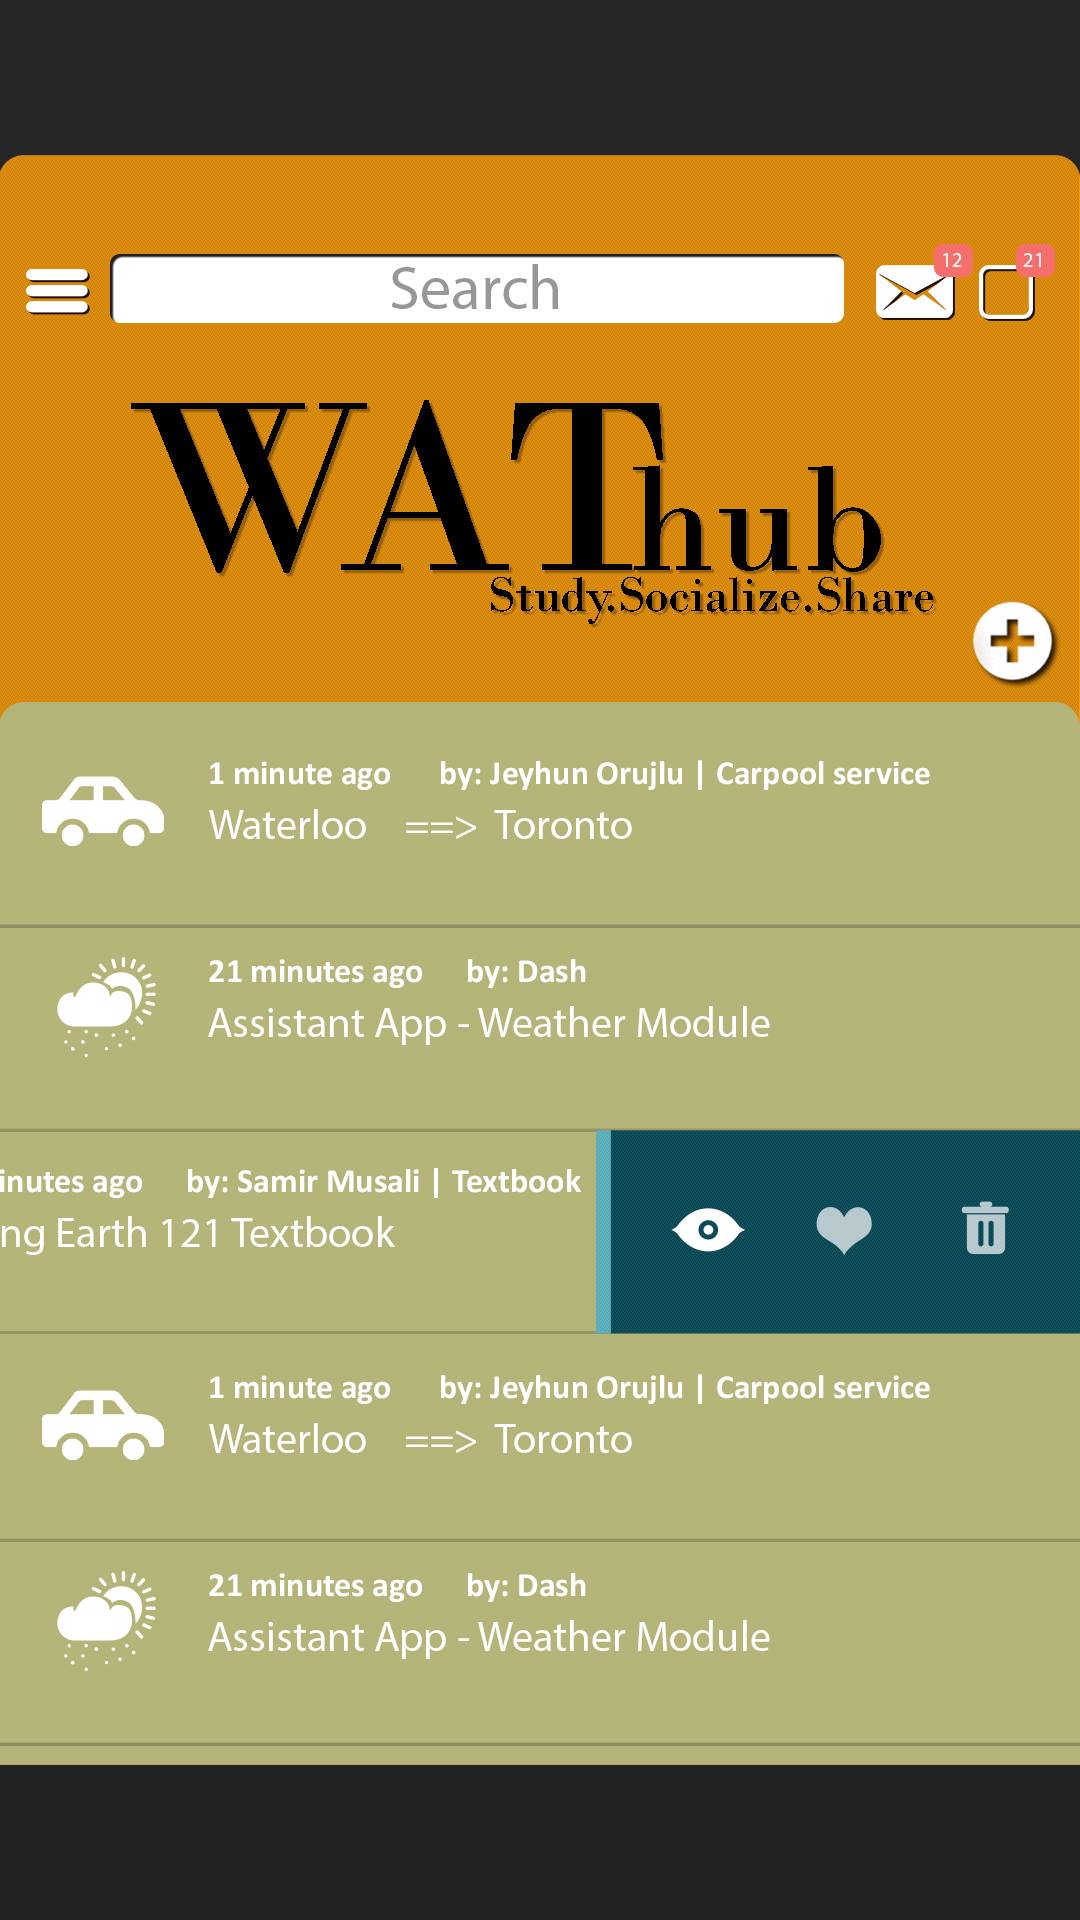 12
21
Search
WAThub
Study.Socialize.Share
1 minute ago by: Jeyhun Orujlu | Carpool service
Waterloo ==> Toronto
21 minutes ago by: Dash
Assistant App - Weather Module
inutes ago by: Samir Musali | Textbook
ng Earth 121 Textbook
1 minute ago by: Jeyhun Orujlu | Carpool service
Waterloo ==> Toronto
21 minutes ago by: Dash
Assistant App - Weather Module